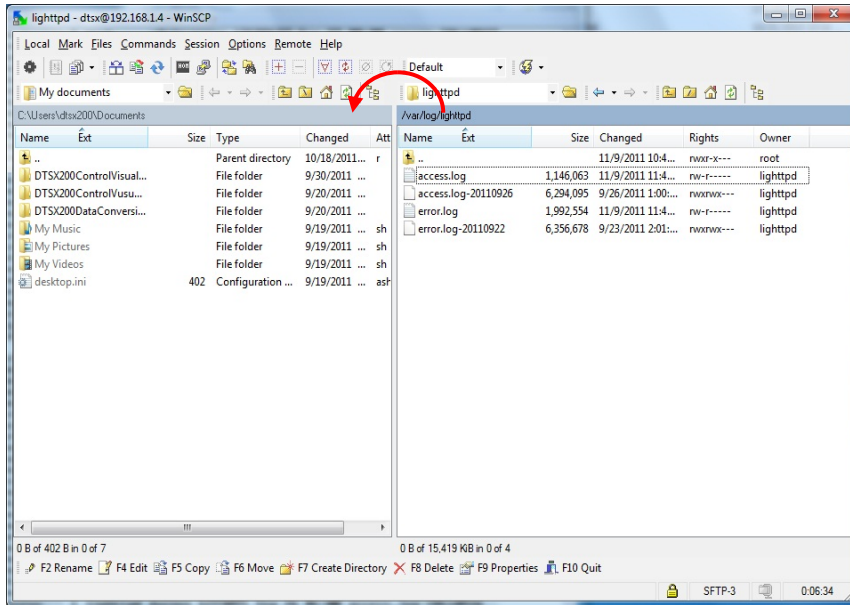 lighttpd - dtsx@192.168.1.4 - WinSCP
Local Mark Files Commands Session Options Remote Help
Default
My documents
lighttpd
C:\Users\dtsx200\Documents
/var/log/lighttpd
Name Ext Size Type Changed Att
Name Ext Size Changed Rights Owner
.. Parent directory 10/18/2011... r
.. 11/9/2011 10:4... rwxr-x--- root
DTSX200ControlVisual... File folder 9/30/2011 ...
access.log 1,146,063 11/9/2011 11:4... rw-r----- lighttpd
DTSX200ControlVusu... File folder 9/20/2011 ...
access.log-20110926 6,294,095 9/26/2011 1:00:... rwxrwx--- lighttpd
DTSX200DataConversi... File folder 9/20/2011 ...
error.log 1,992,554 11/9/2011 11:4... rw-r----- lighttpd
My Music File folder 9/19/2011 ... sh
error.log-20110922 6,356,678 9/23/2011 2:01:... rwxrwx--- lighttpd
My Pictures File folder 9/19/2011 ... sh
My Videos File folder 9/19/2011 ... sh
desktop.ini 402 Configuration ... 9/19/2011 ... ash
0 B of 402 B in 0 of 7
0 B of 15,419 KiB in 0 of 4
F2 Rename F4 Edit F5 Copy F6 Move F7 Create Directory F8 Delete F9 Properties F10 Quit
SFTP-3 0:06:34